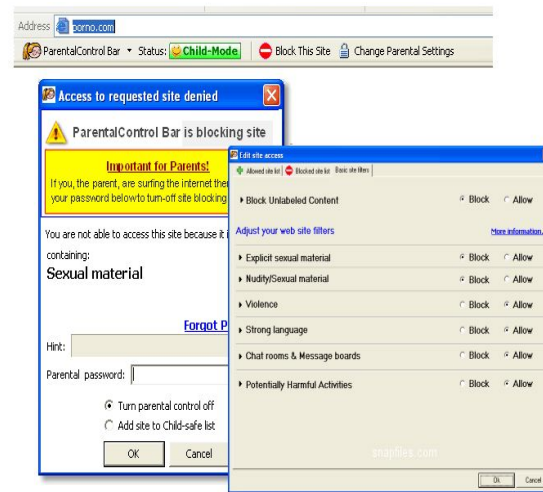 Address porno.com
ParentalControl Bar Status: Child-Mode Block This Site Change Parental Settings
Access to requested site denied
ParentalControl Bar is blocking site
Important for Parents!
If you, the parent, are surfing the internet then
your password belowto turn-off site blocking
You are not able to access this site because it i
containing:
Sexual material
Forgot P
Hint:
Parental password:
Turn parental control off
Add site to Child-safe list
OK Cancel
Edit site access
Allowed site list Blocked site list Basic site filters
Block Unlabeled Content Block Allow
Adjust your web site filters More information.
Explicit sexual material Block Allow
Nudity/Sexual material Block Allow
Violence Block Allow
Strong language Block Allow
Chat rooms & Message boards Block Allow
Potentially Harmful Activities Block Allow
snapfiles.com
Ok Cancel